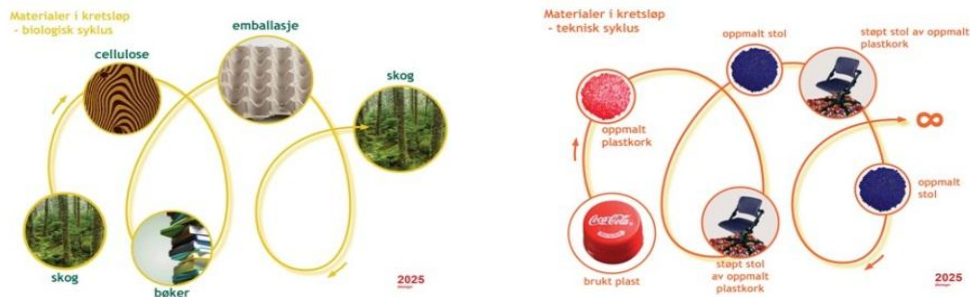 Materialer i kretsløp
- biologisk syklus
emballasje
cellulose
skog
skog
bøker
2025
Materialer i kretsløp
- teknisk syklus
oppmalt stol
støpt stol av oppmalt
plastkork
oppmalt
plastkork
∞
oppmalt
stol
Coca-Cola
brukt plast
støpt stol
av oppmalt
plastkork
2025